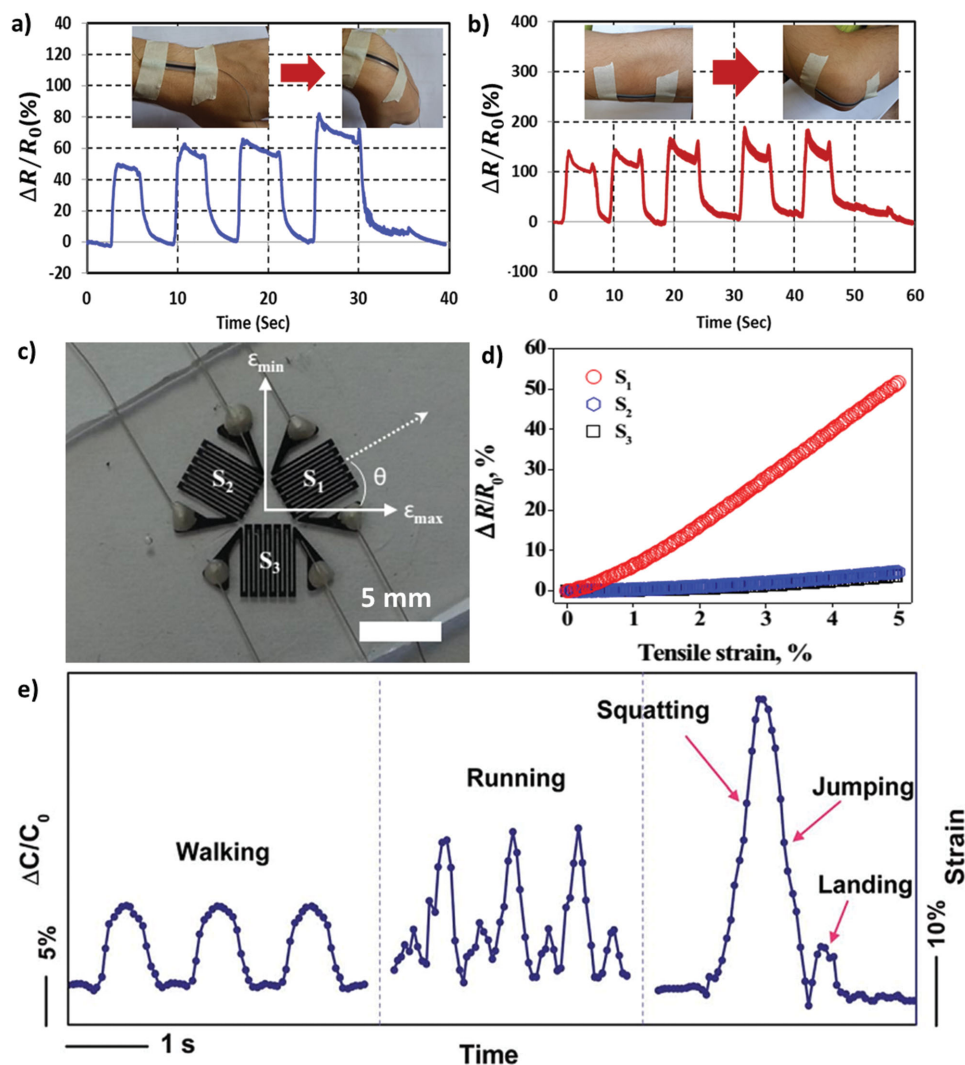 a)
ΔR / R0(%)
140
120
100
80
60
40
20
0
-20
0
10
20
30
40
Time (Sec)
b)
ΔR / R0(%)
400
300
200
100
0
-100
0
10
20
30
40
50
60
Time (Sec)
c)
εmin
S2
S1
θ
εmax
S3
5 mm
d)
ΔR/R0, %
60
50
40
30
20
10
0
S1
S2
S3
0
1
2
3
4
5
Tensile strain, %
e)
ΔC/C0
5%
Walking
Running
Squatting
Jumping
Landing
Strain
10%
1 s
Time